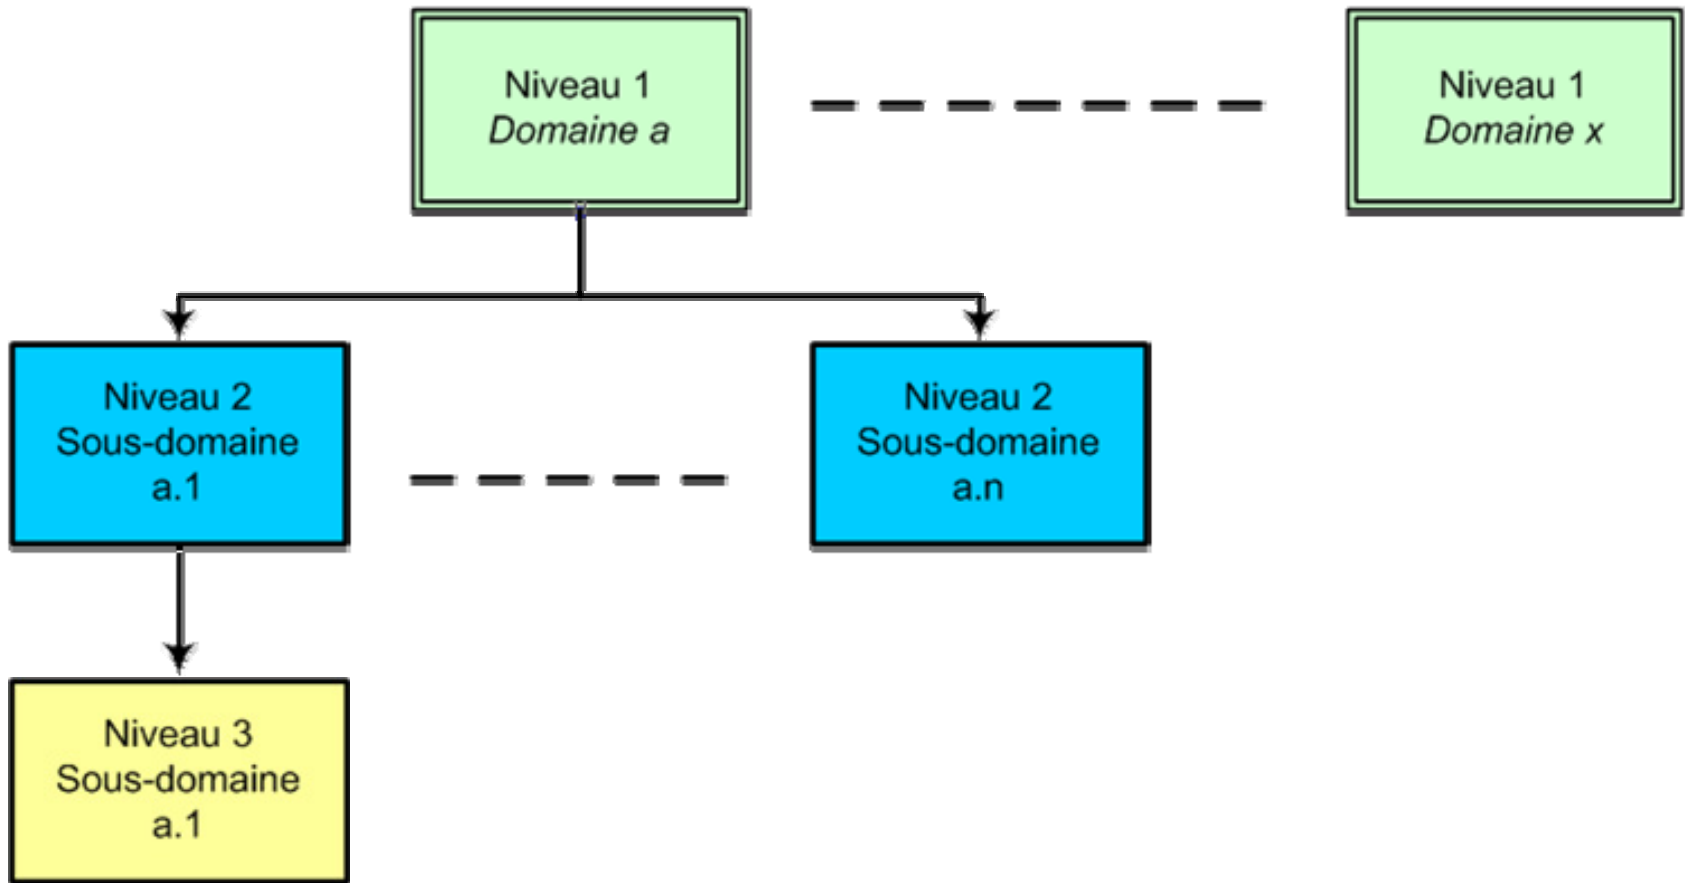 Niveau 1
Domaine a
Niveau 1
Domaine x
Niveau 2
Sous-domaine
a.1
Niveau 2
Sous-domaine
a.n
Niveau 3
Sous-domaine
a.1